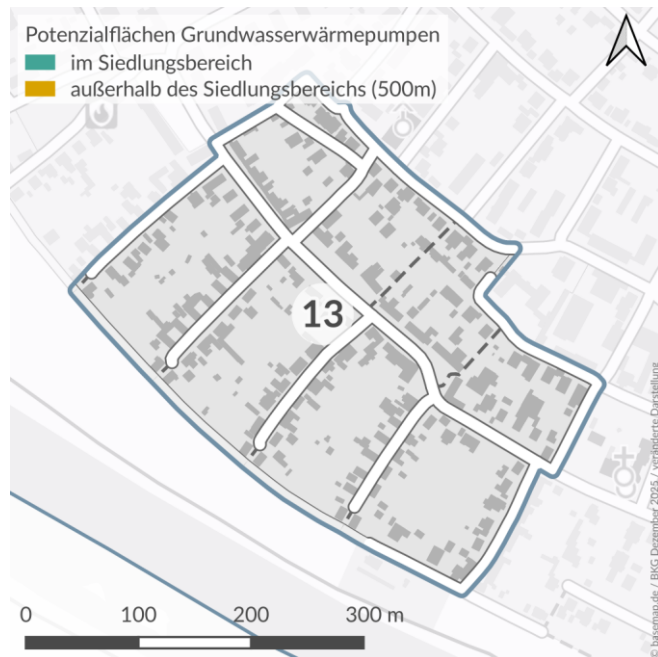 Potenzialflächen Grundwasserwärmepumpen
im Siedlungsbereich
außerhalb des Siedlungsbereichs (500m)
13
0 100 200 300 m
© basemap.de / BKG Dezember 2025 / veränderte Darstellung